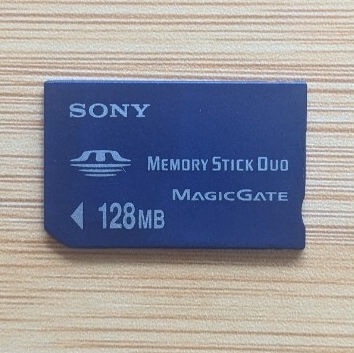 SONY
MEMORY STICK DUO
MAGICGATE
128MB